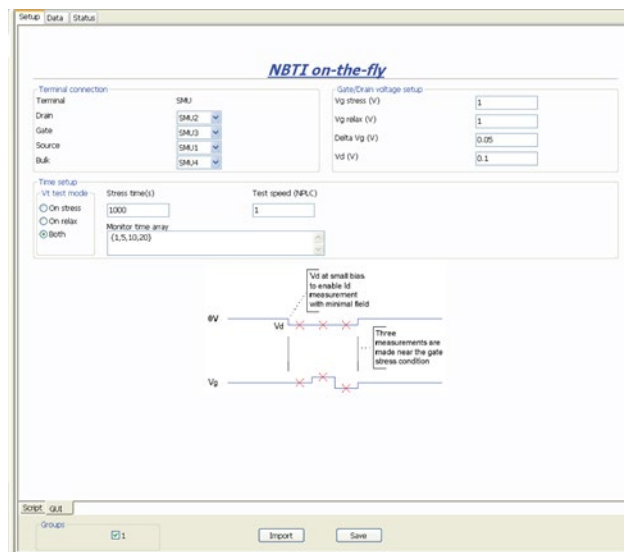 Setup Data Status
NBTI on-the-fly
Terminal connection
Terminal SMU
Drain SMU2
Gate SMU3
Source SMU1
Bulk SMU4
Gate/Drain voltage setup
Vg stress (V) 1
Vg relax (V) 1
Delta Vg (V) 0.05
Vd (V) 0.1
Time setup
Vt test mode
On stress
On relax
Both
Stress time(s)
1000
Test speed (NPLC)
1
Monitor time array
{1,5,10,20}
Vd at small bias
to enable Id
measurement
with minimal field
0V
Vd
Three
measurements are
made near the gate
stress condition
Vg
Script GUI
Groups
1
Import Save